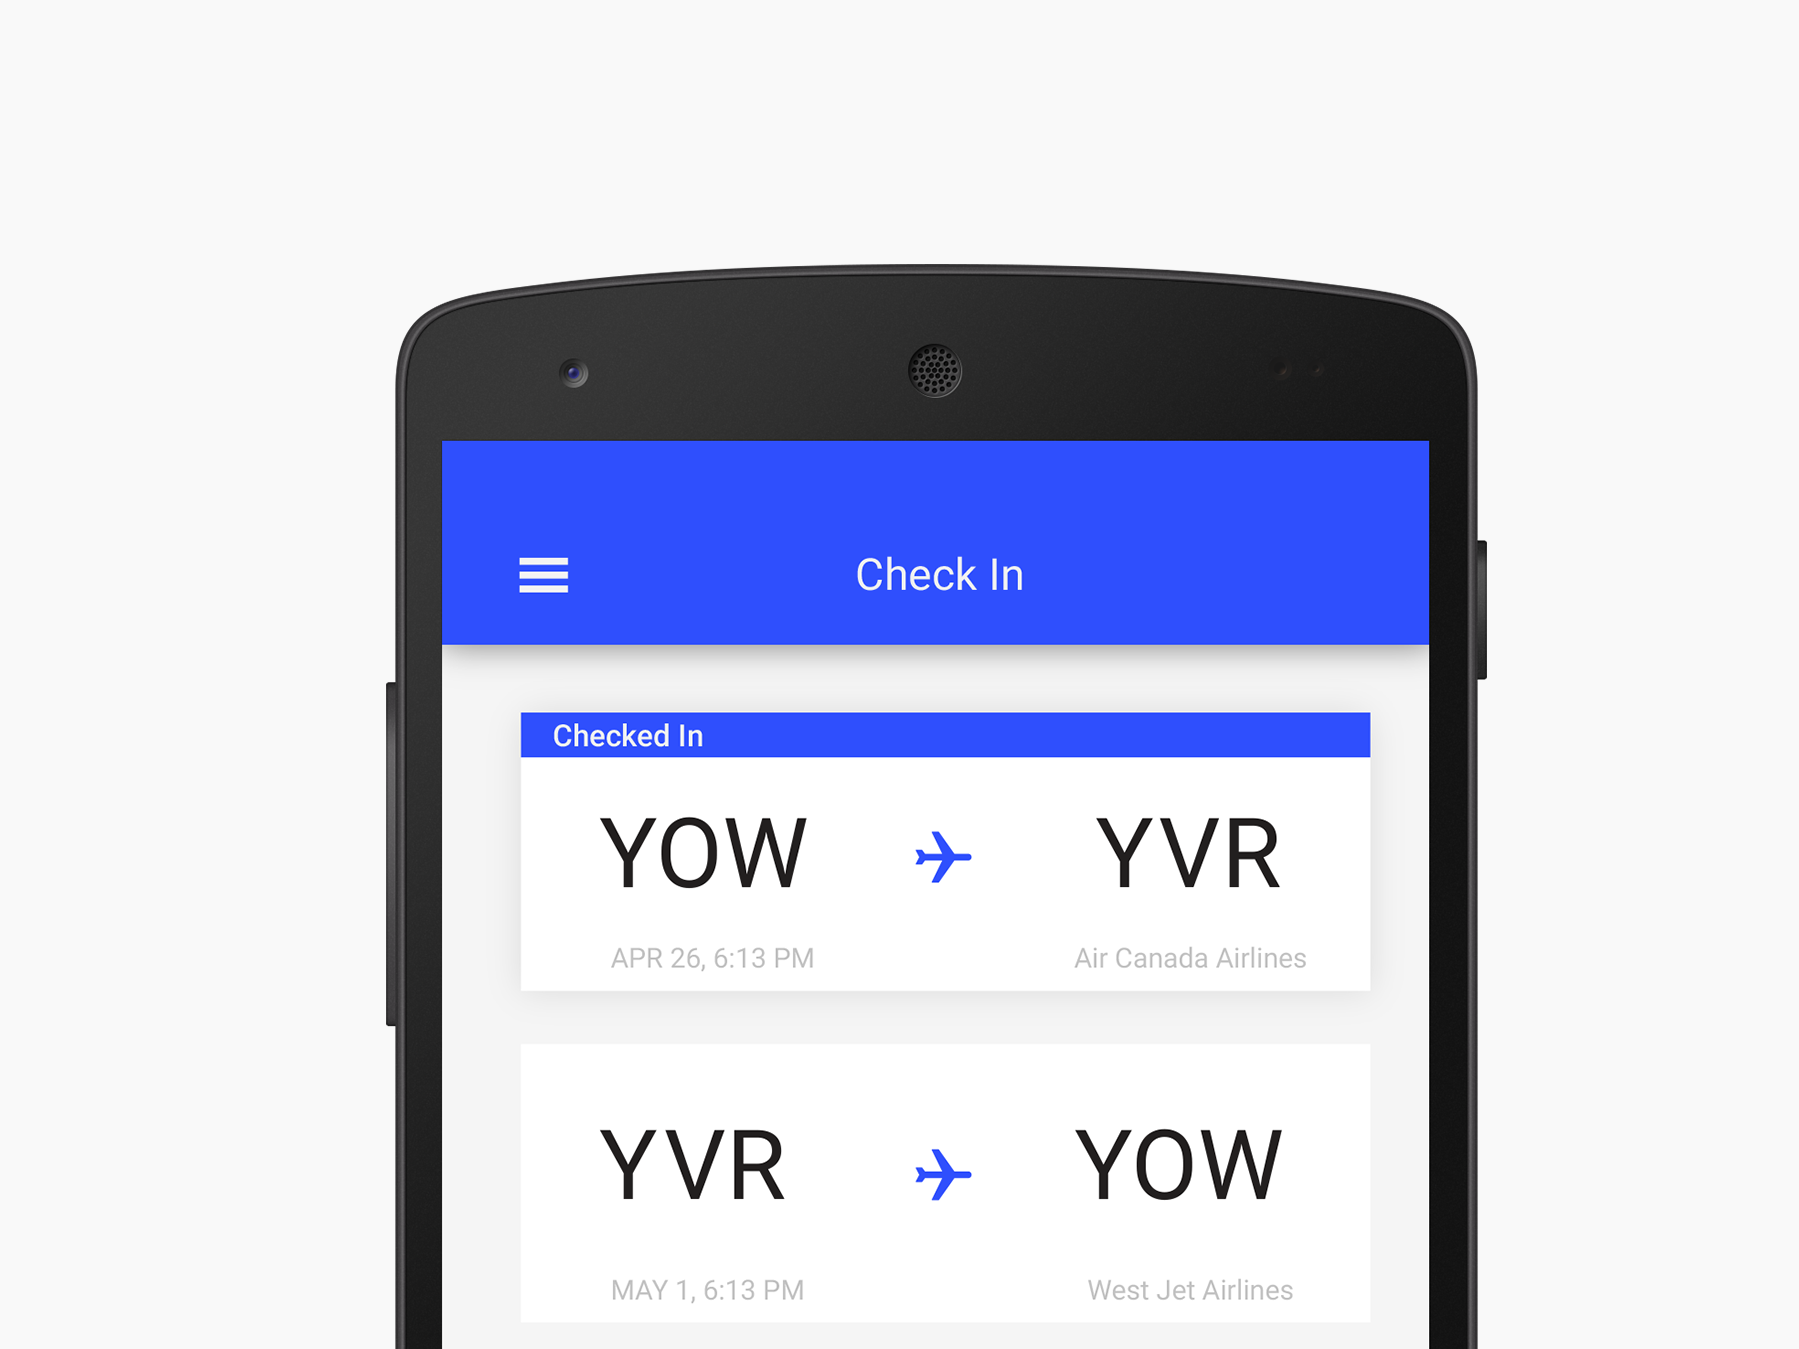 Check In
Checked In
YOW YVR
APR 26, 6:13 PM Air Canada Airlines
YVR YOW
MAY 1, 6:13 PM West Jet Airlines